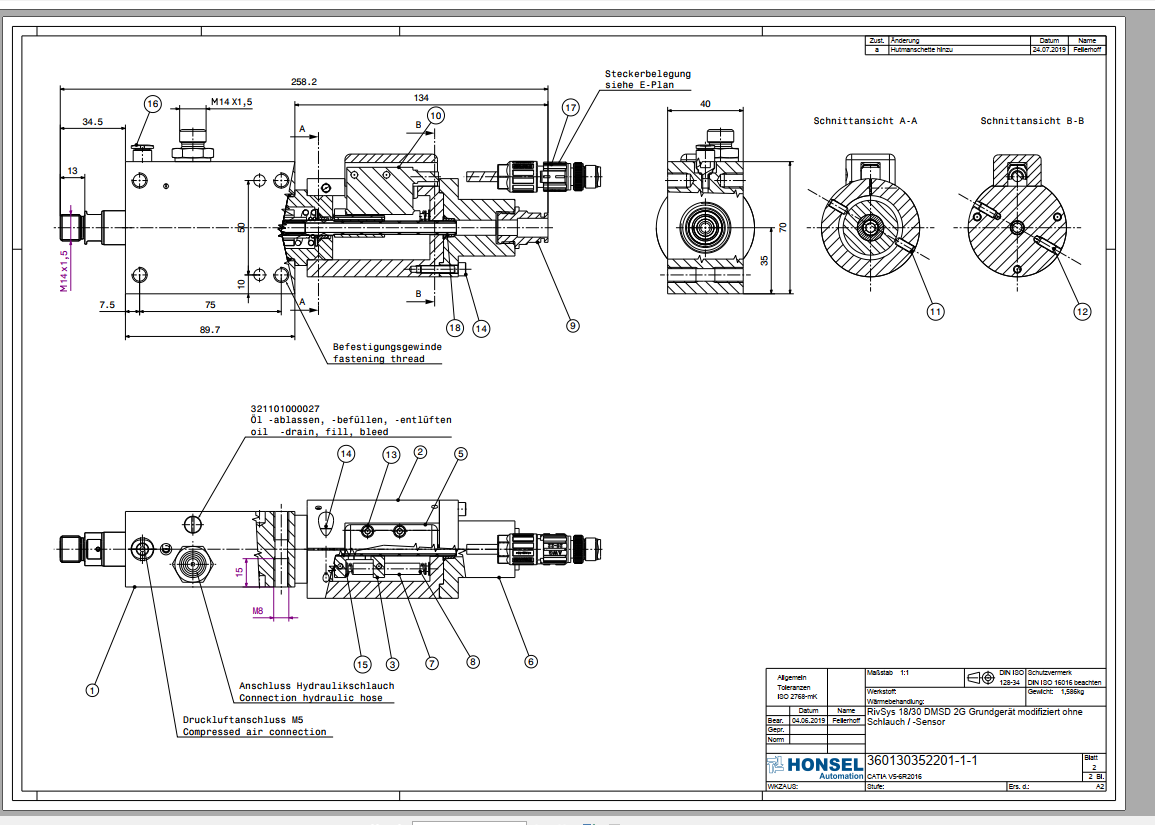 Zust. Änderung Datum Name
a Hutmanschette hinzu 24.07.2019 Fellerhoff
Steckerbelegung
siehe E-Plan
258.2
134
16
M14X1,5
17
10
A
B
34.5
13
50
10
M14x1,5
7.5
75
89.7
A
B
18
14
9
Befestigungsgewinde
fastening thread
40
70
35
Schnittansicht A-A
Schnittansicht B-B
11
12
321101000027
Öl -ablassen, -befüllen, -entlüften
oil -drain, fill, bleed
14
13
2
5
15
M8
1
15
3
7
8
6
Anschluss Hydraulikschlauch
Connection hydraulic hose
Druckluftanschluss M5
Compressed air connection
Allgemein
Toleranzen
ISO 2768-mK
Maßstab 1:1
DIN ISO
128-34
Schutzvermerk
DIN ISO 16016 beachten
Werkstoff:
Gewicht: 1,586kg
Wärmebehandlung:
Datum Name
Bear. 04.06.2019 Fellerhoff
Gepr.
Norm
RivSys 18/30 DMSD 2G Grundgerät modifiziert ohne
Schlauch / -Sensor
HONSEL
Automation
360130352201-1-1
CATIA V5-6R2016
Blatt
2
2 Bl.
WKZAUS:
Stufe:
Ers. d.:
A2